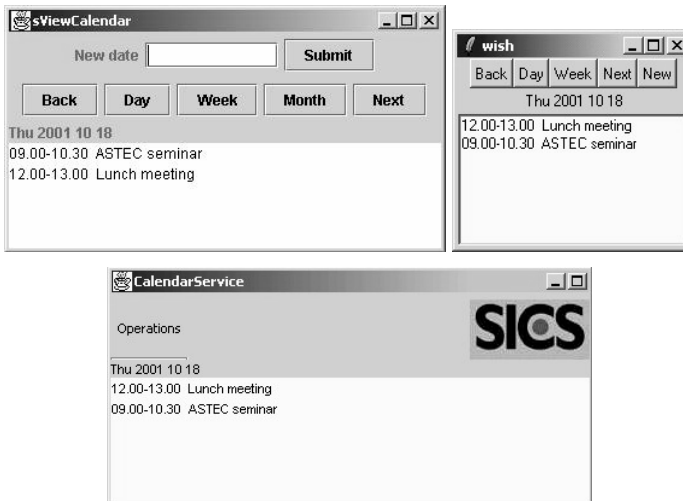 sViewCalendar
New date Submit
Back Day Week Month Next
Thu 2001 10 18
09.00-10.30 ASTEC seminar
12.00-13.00 Lunch meeting
wish
Back Day Week Next New
Thu 2001 10 18
12.00-13.00 Lunch meeting
09.00-10.30 ASTEC seminar
CalendarService
Operations
SICS
Thu 2001 10 18
12.00-13.00 Lunch meeting
09.00-10.30 ASTEC seminar